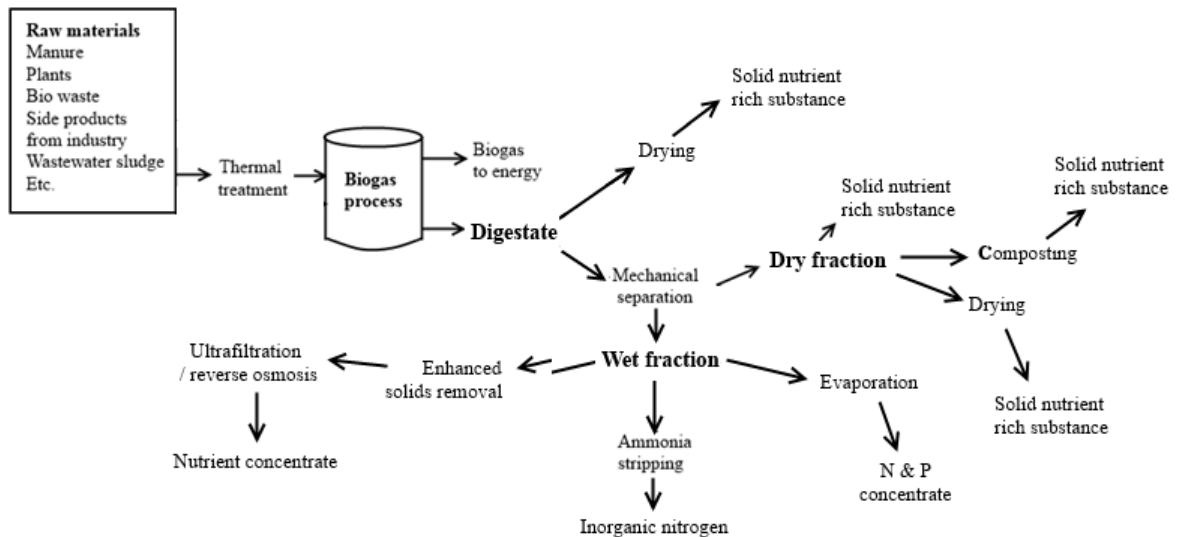 Raw materials
Manure
Plants
Bio waste
Side products
from industry
Wastewater sludge
Etc.
Thermal
treatment
Biogas
process
Biogas
to energy
Digestate
Drying
Solid nutrient
rich substance
Mechanical
separation
Dry fraction
Solid nutrient
rich substance
Composting
Solid nutrient
rich substance
Drying
Solid nutrient
rich substance
Wet fraction
Enhanced
solids removal
Ultrafiltration
/ reverse osmosis
Nutrient concentrate
Ammonia
stripping
Inorganic nitrogen
Evaporation
N & P
concentrate